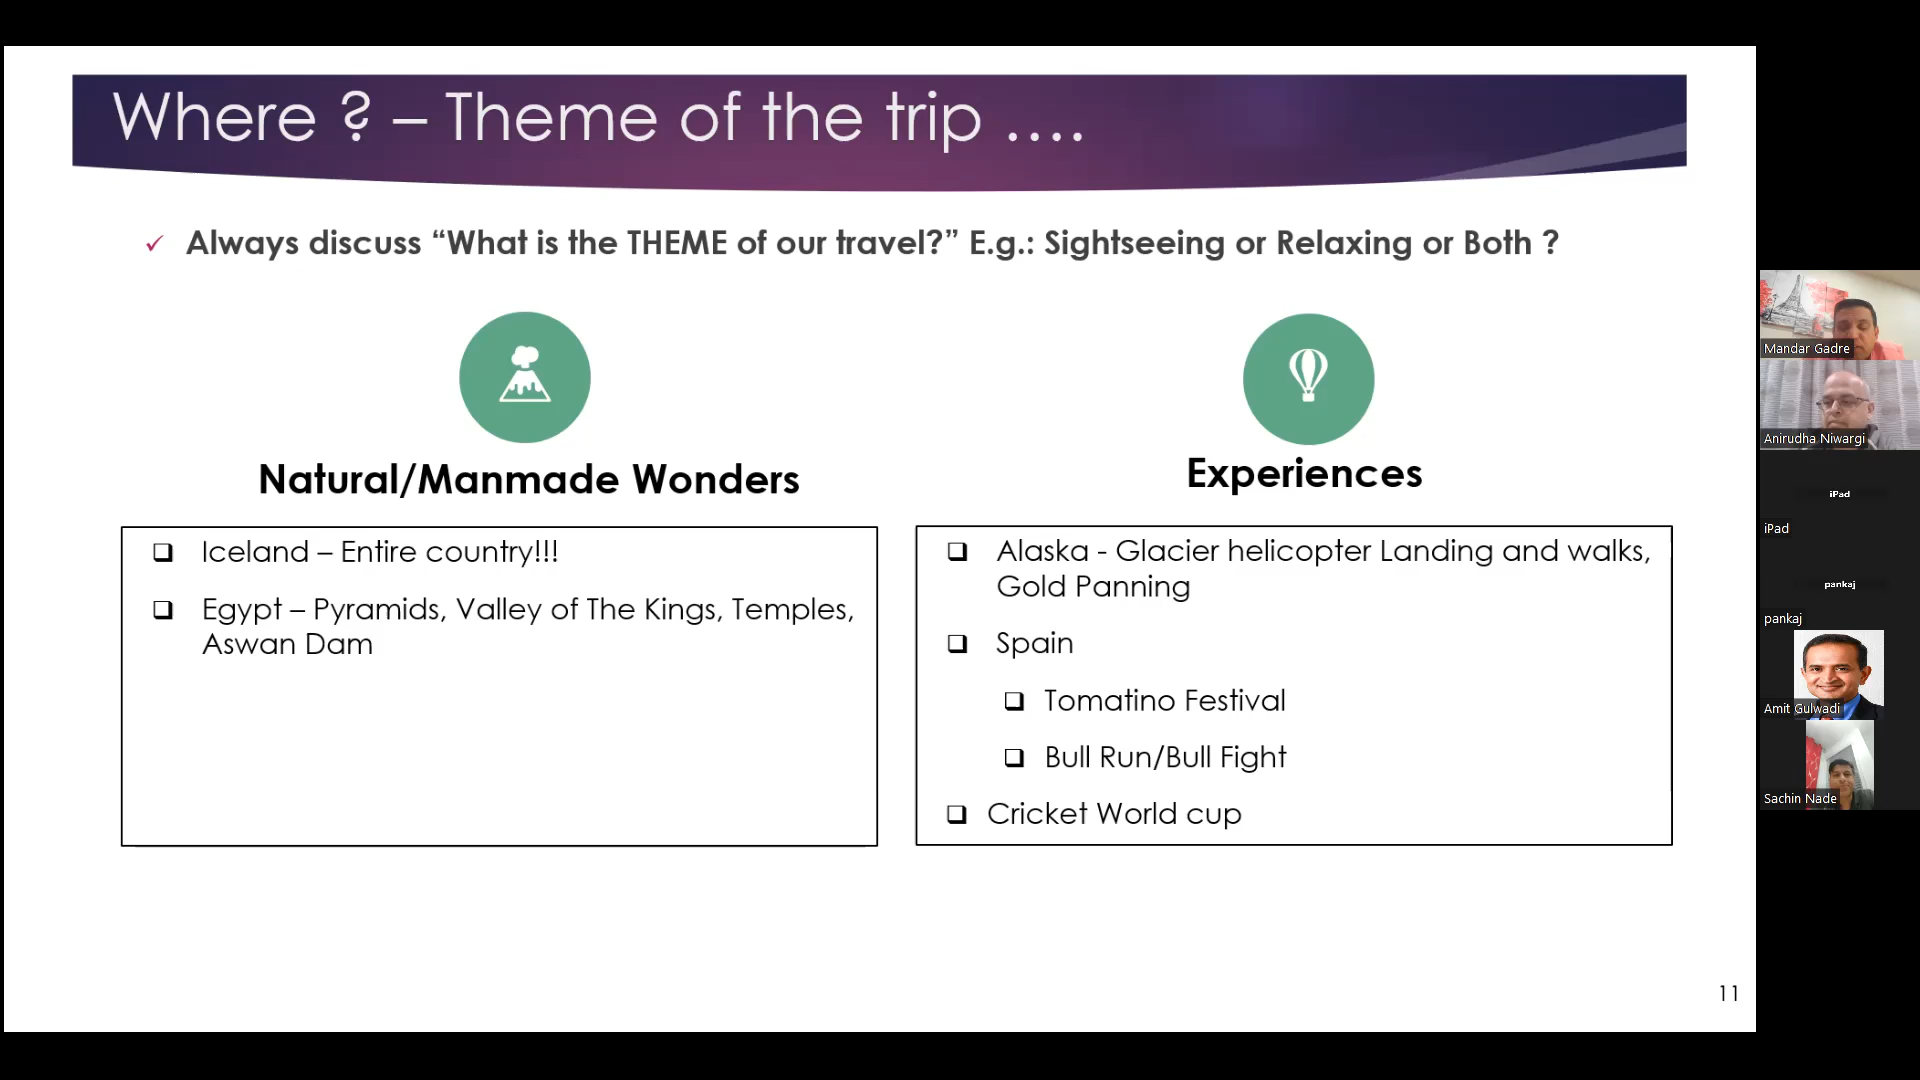 Where ? – Theme of the trip ....
✓ Always discuss “What is the THEME of our travel?” E.g.: Sightseeing or Relaxing or Both ?
Natural/Manmade Wonders
❑ Iceland – Entire country!!!
❑ Egypt – Pyramids, Valley of The Kings, Temples,
Aswan Dam
Experiences
❑ Alaska - Glacier helicopter Landing and walks,
Gold Panning
❑ Spain
❑ Tomatino Festival
❑ Bull Run/Bull Fight
❑ Cricket World cup
11
Mandar Gadre
Anirudha Niwargi
iPad
iPad
pankaj
pankaj
Amit Gulwadi
Sachin Nade